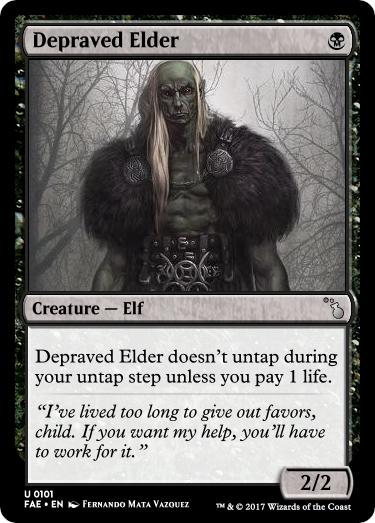 Depraved Elder
Creature — Elf
Depraved Elder doesn't untap during
your untap step unless you pay 1 life.
"I've lived too long to give out favors,
child. If you want my help, you'll have
to work for it."
2/2
U 0101
FAE • EN Fernando Mata Vazquez
™ & © 2017 Wizards of the Coast